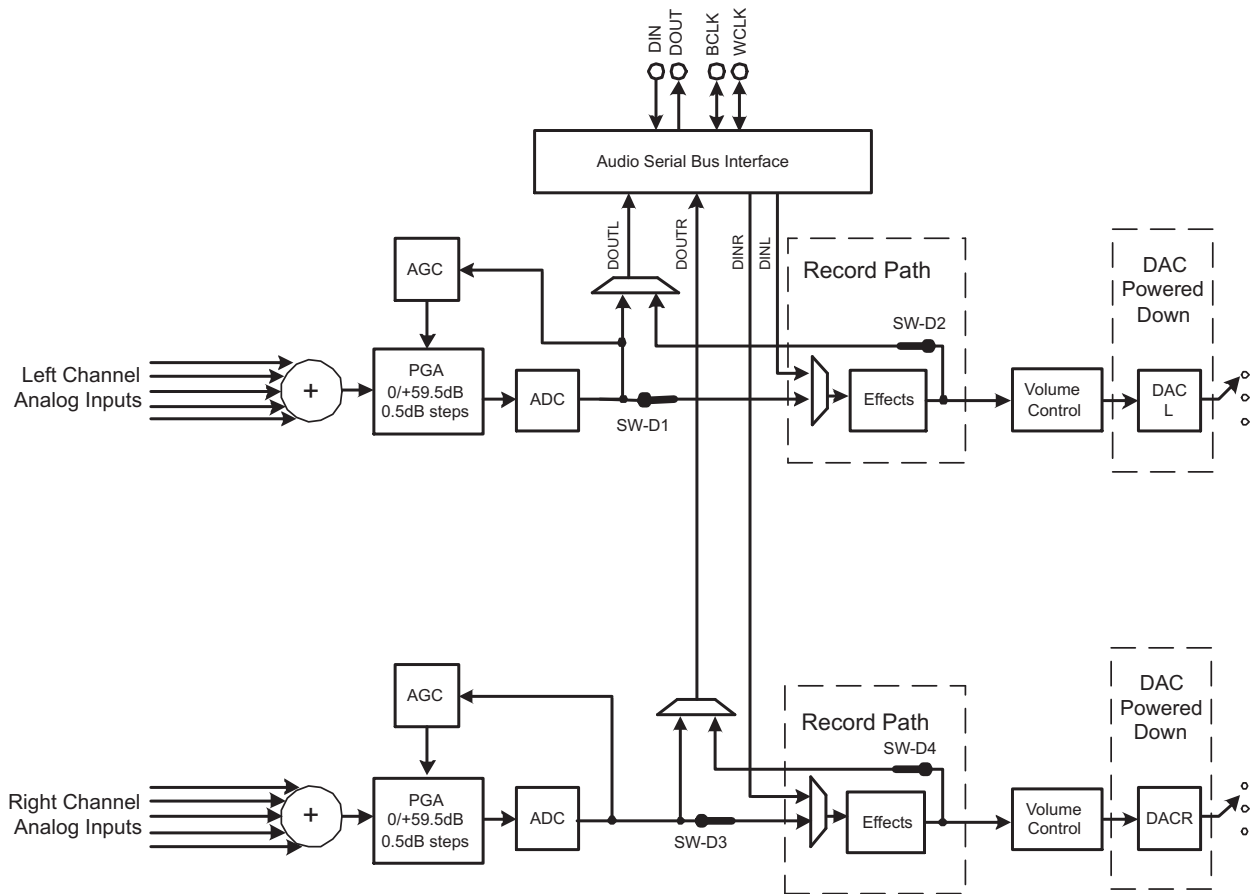 DIN
DOUT
BCLK
WCLK
Audio Serial Bus Interface
DOUTL
DOUTR
DINR
DINL
AGC
Record Path
DAC
Powered
Down
SW-D2
Left Channel
Analog Inputs
+
PGA
0/+59.5dB
0.5dB steps
ADC
SW-D1
Effects
Volume
Control
DAC
L
AGC
Record Path
DAC
Powered
Down
SW-D4
Right Channel
Analog Inputs
+
PGA
0/+59.5dB
0.5dB steps
ADC
SW-D3
Effects
Volume
Control
DACR